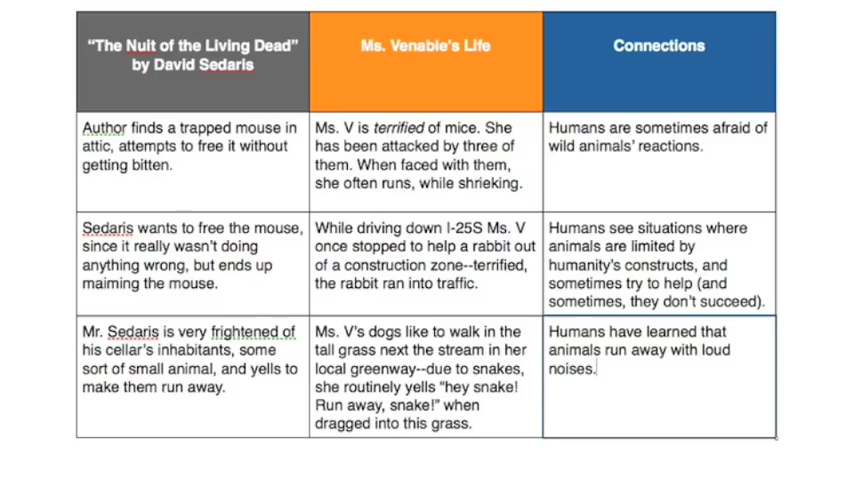 “The Nuit of the Living Dead”
by David Sedaris
Ms. Venable's Life
Connections
Author finds a trapped mouse in
attic, attempts to free it without
getting bitten.
Ms. V is terrified of mice. She
has been attacked by three of
them. When faced with them,
she often runs, while shrieking.
Humans are sometimes afraid of
wild animals’ reactions.
Sedaris wants to free the mouse,
since it really wasn’t doing
anything wrong, but ends up
maiming the mouse.
While driving down I-25S Ms. V
once stopped to help a rabbit out
of a construction zone--terrified,
the rabbit ran into traffic.
Humans see situations where
animals are limited by
humanity’s constructs, and
sometimes try to help (and
sometimes, they don’t succeed).
Mr. Sedaris is very frightened of
his cellar’s inhabitants, some
sort of small animal, and yells to
make them run away.
Ms. V’s dogs like to walk in the
tall grass next the stream in her
local greenway--due to snakes,
she routinely yells “hey snake!
Run away, snake!” when
dragged into this grass.
Humans have learned that
animals run away with loud
noises.